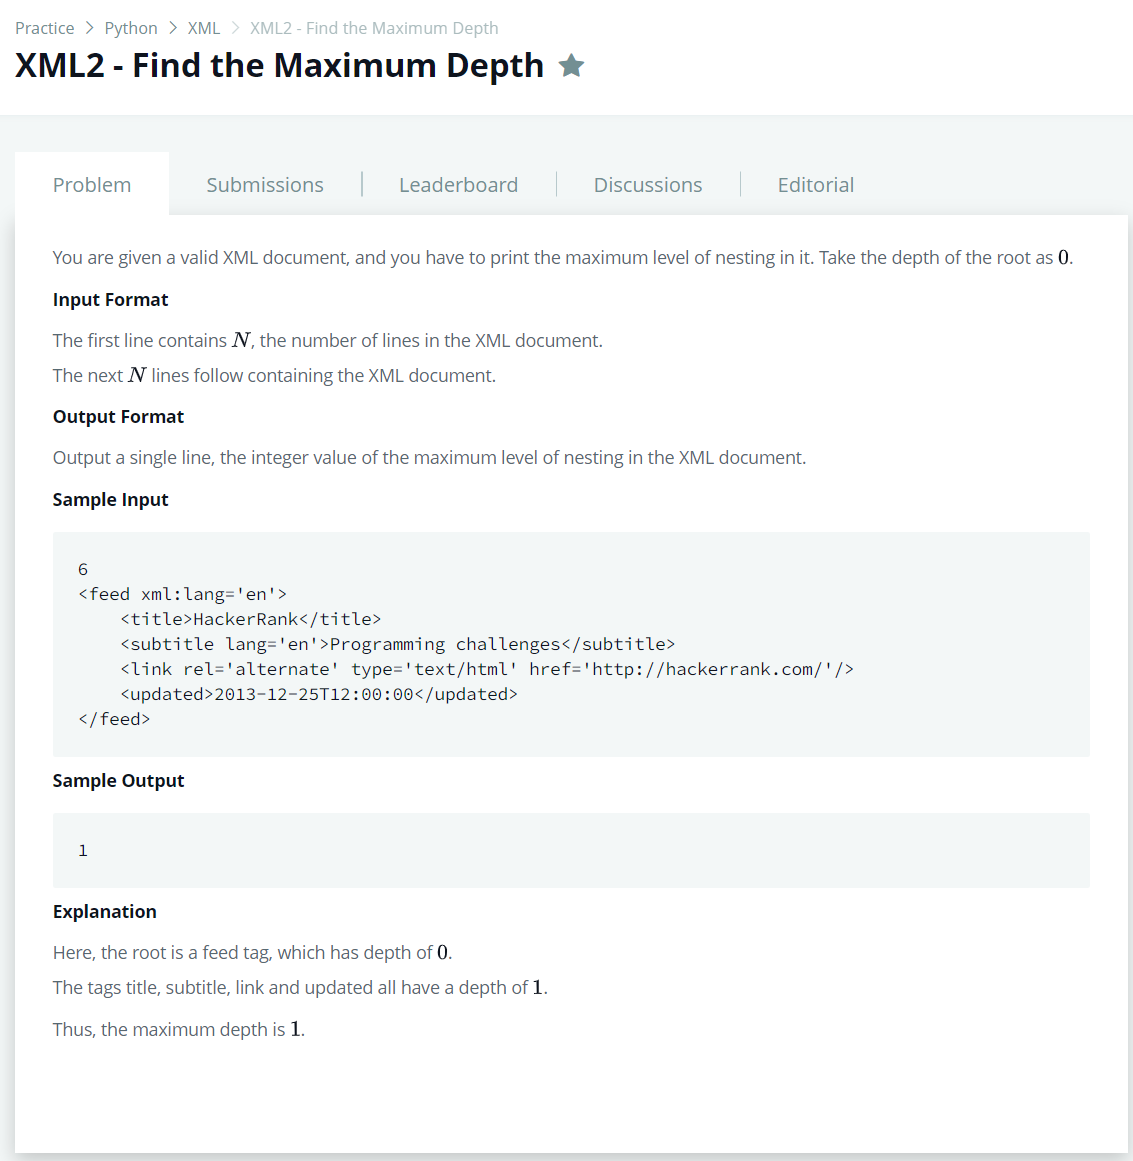 Practice > Python > XML > XML2 - Find the Maximum Depth
XML2 - Find the Maximum Depth
Problem Submissions Leaderboard Discussions Editorial
You are given a valid XML document, and you have to print the maximum level of nesting in it. Take the depth of the root as 0.
Input Format
The first line contains N, the number of lines in the XML document.
The next N lines follow containing the XML document.
Output Format
Output a single line, the integer value of the maximum level of nesting in the XML document.
Sample Input
6
<feed xml:lang='en'>
    <title>HackerRank</title>
    <subtitle lang='en'>Programming challenges</subtitle>
    <link rel='alternate' type='text/html' href='http://hackerrank.com/'/>
    <updated>2013-12-25T12:00:00</updated>
</feed>
Sample Output
1
Explanation
Here, the root is a feed tag, which has depth of 0.
The tags title, subtitle, link and updated all have a depth of 1.
Thus, the maximum depth is 1.